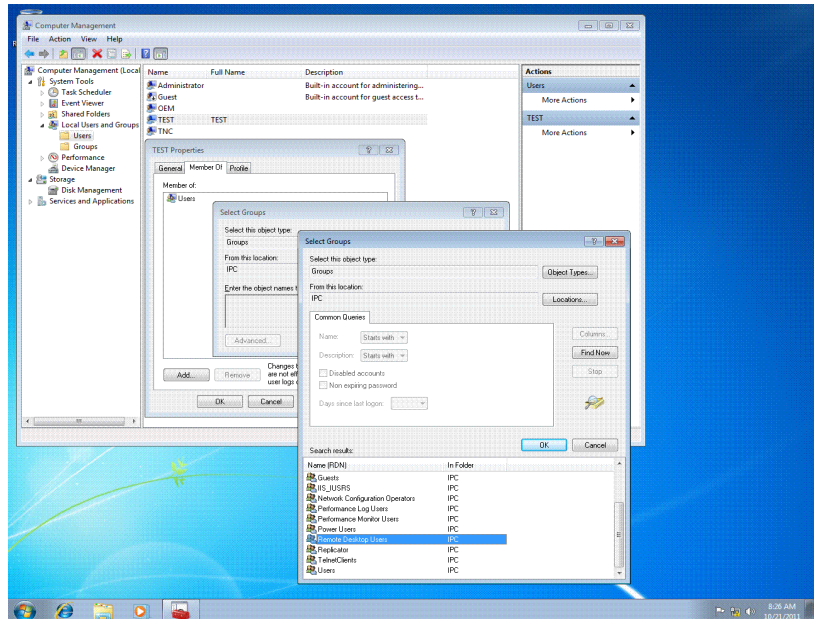 Computer Management
File Action View Help
Computer Management (Local
System Tools
Task Scheduler
Event Viewer
Shared Folders
Local Users and Groups
Users
Groups
Performance
Device Manager
Storage
Disk Management
Services and Applications
Name Full Name Description
Administrator Built-in account for administering...
Guest Built-in account for guest access t...
OEM
TEST TEST
TNC
Actions
Users
More Actions
TEST
More Actions
TEST Properties
General Member Of Profile
Member of:
Users
Add... Remove
Changes t
are not eff
user logs o
OK Cancel
Select Groups
Select this object type:
Groups
From this location:
IPC
Enter the object names t
Advanced...
Select Groups
Select this object type:
Groups Object Types...
From this location:
IPC Locations...
Common Queries
Name: Starts with Columns...
Description: Starts with Find Now
Disabled accounts Stop
Non expiring password
Days since last logon:
OK Cancel
Search results:
Name (RDN) In Folder
Guests IPC
IIS_IUSRS IPC
Network Configuration Operators IPC
Performance Log Users IPC
Performance Monitor Users IPC
Power Users IPC
Remote Desktop Users IPC
Replicator IPC
TelnetClients IPC
Users IPC
8:26 AM
10/21/2011